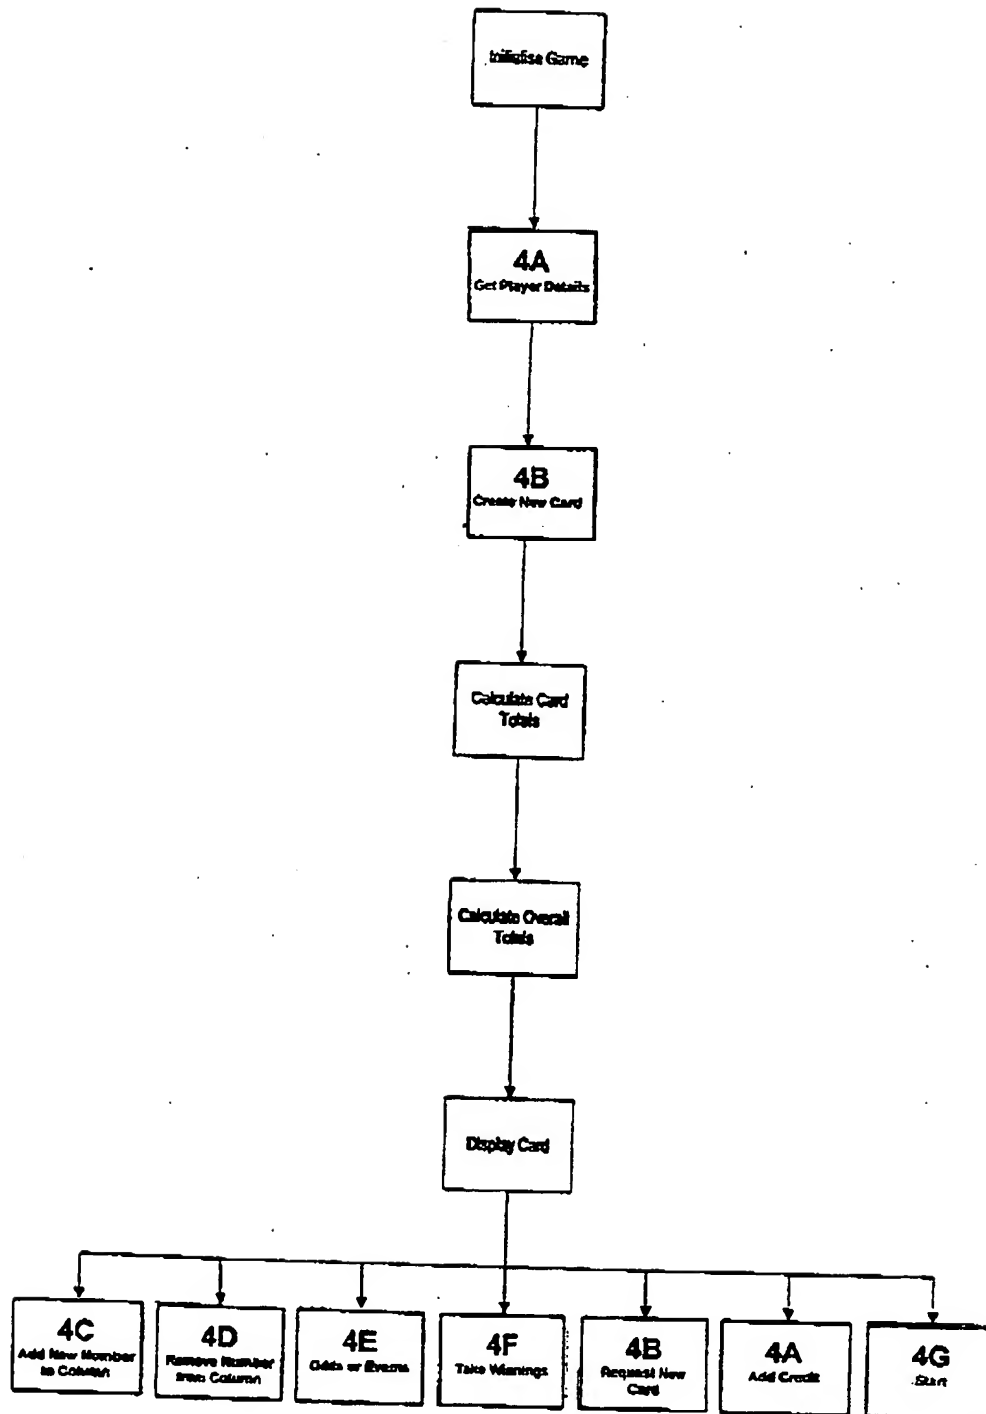 Initialise Game
4A
Get Player Details
4B
Create New Card
Calculate Card
Totals
Calculate Overall
Totals
Display Card
4C
Add New Number
to Column
4D
Remove Number
from Column
4E
Odds or Evens
4F
Take Winnings
4B
Request New
Card
4A
Add Credit
4G
Start